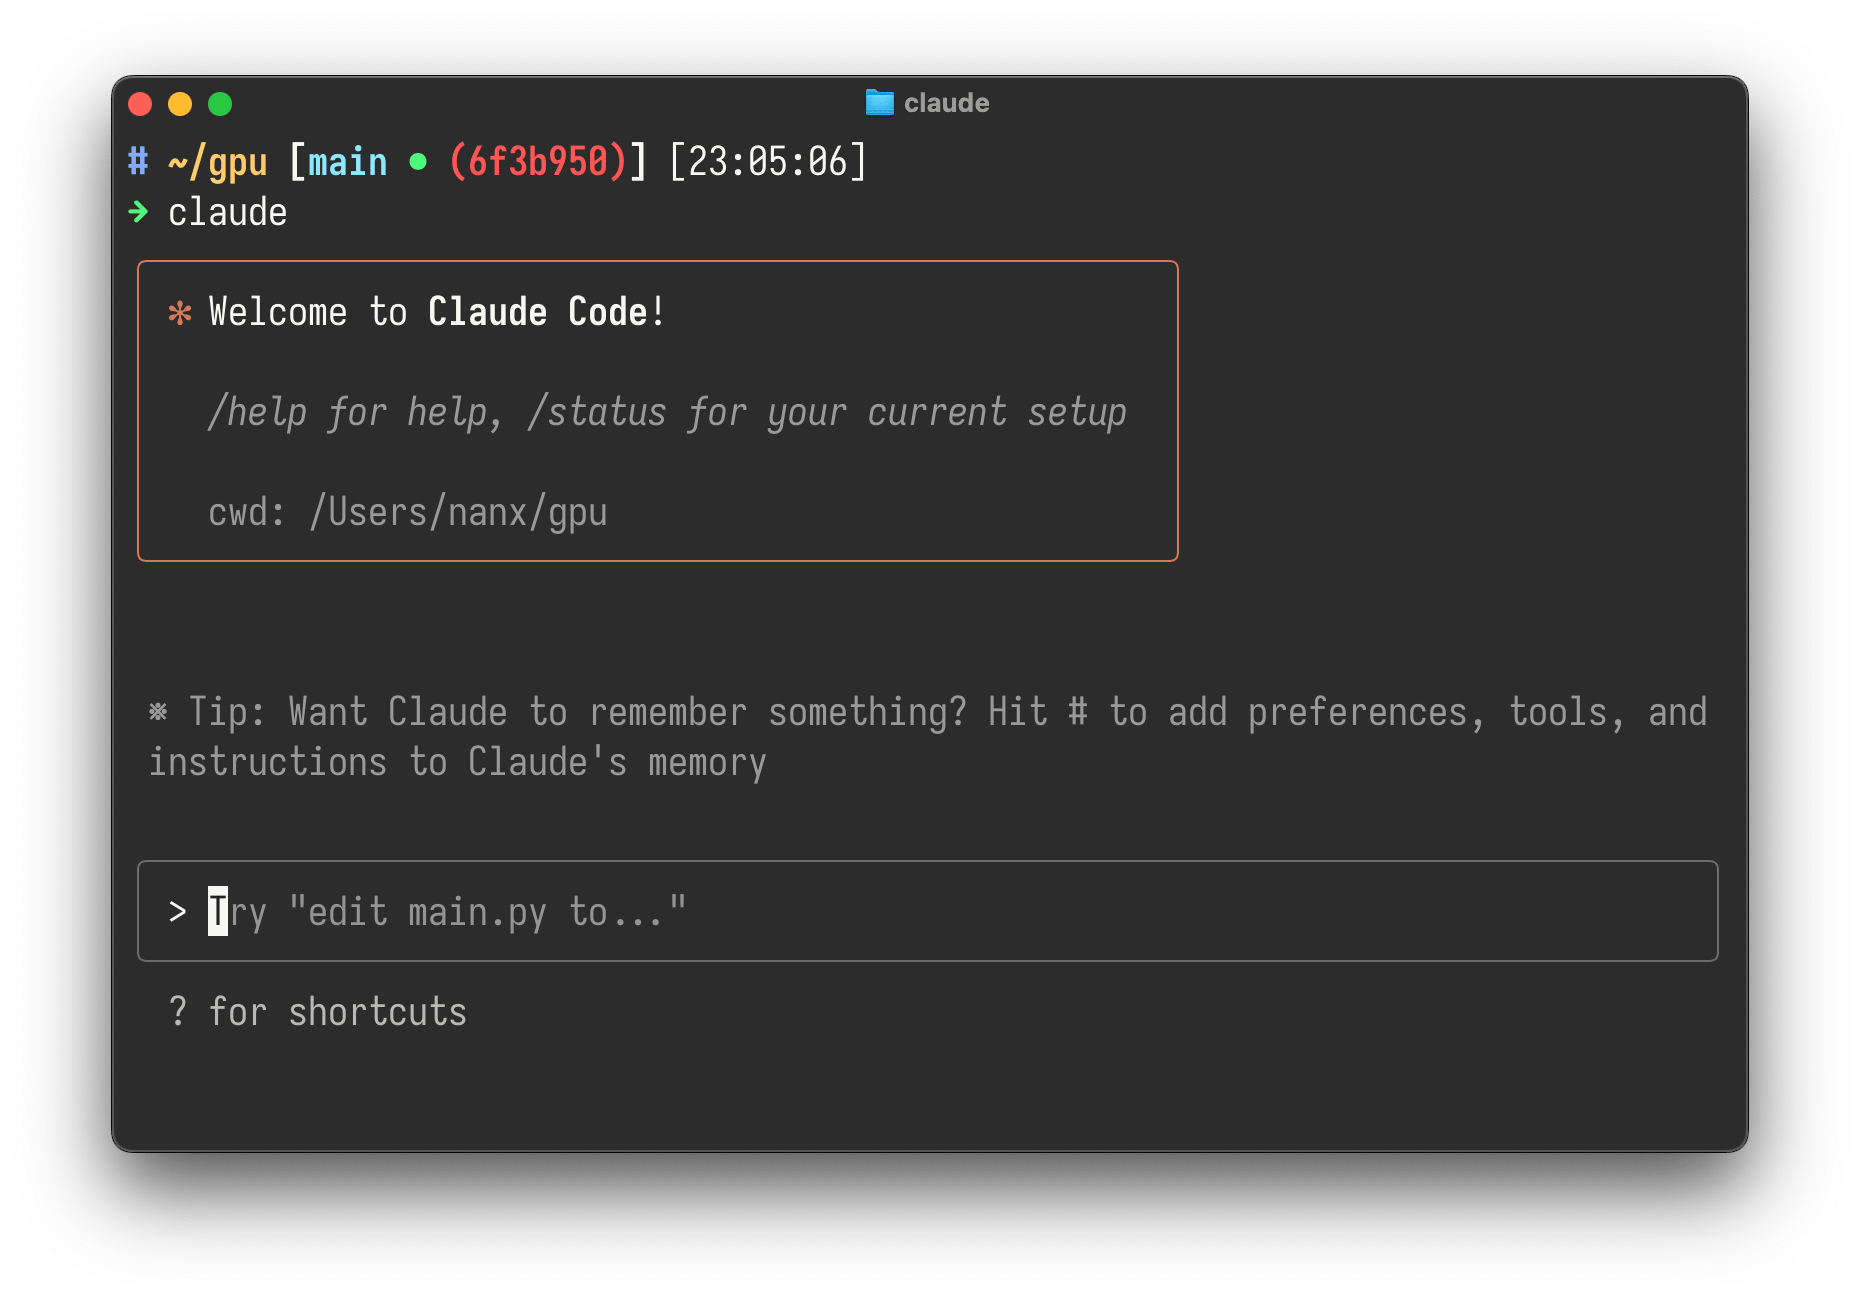 claude
# ~/gpu [main ● (6f3b950)] [23:05:06]
➜ claude
✻ Welcome to Claude Code!
/help for help, /status for your current setup
cwd: /Users/nanx/gpu
※ Tip: Want Claude to remember something? Hit # to add preferences, tools, and
instructions to Claude's memory
> Try "edit main.py to..."
? for shortcuts